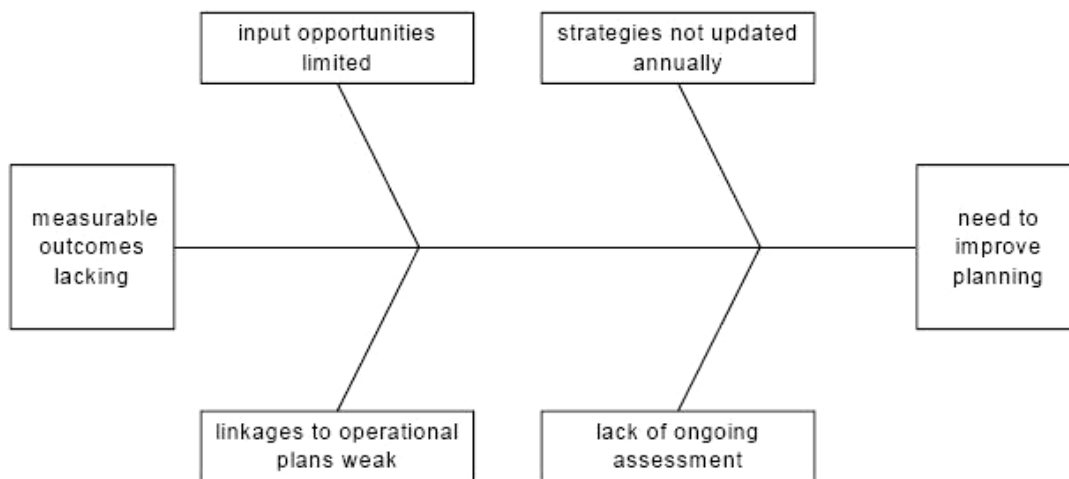 input opportunities
limited
strategies not updated
annually
measurable
outcomes
lacking
need to
improve
planning
linkages to operational
plans weak
lack of ongoing
assessment